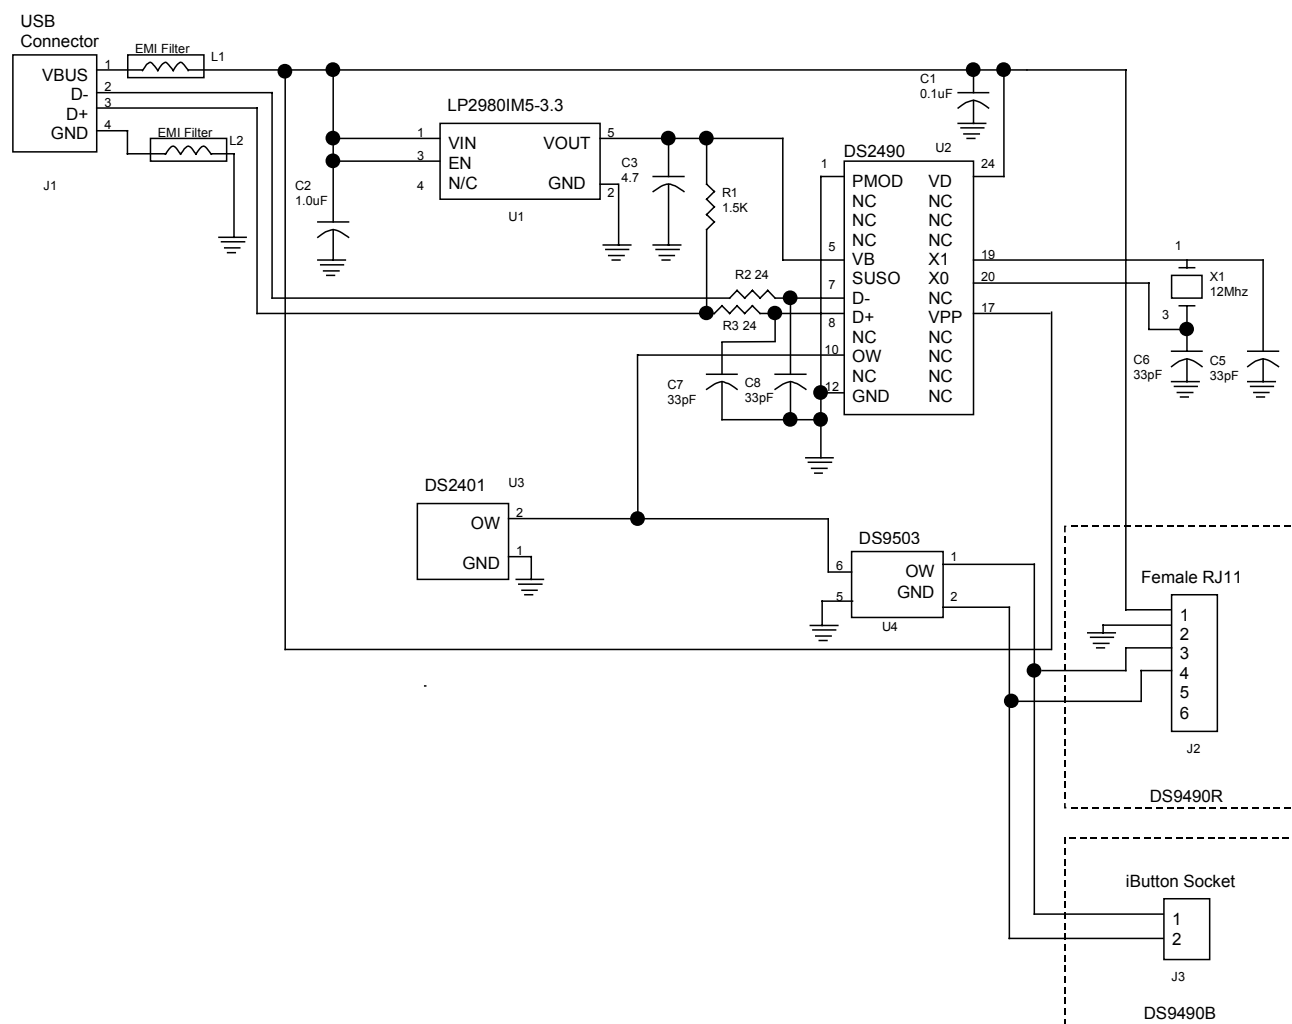 USB
Connector
EMI Filter
L1
VBUS
1
D-
2
D+
3
GND
4
EMI Filter
L2
J1
C2
1.0uF
LP2980IM5-3.3
1
VIN
VOUT
5
3
EN
4
N/C
GND
2
U1
C3
4.7
R1
1.5K
C1
0.1uF
DS2490
U2
1
24
PMOD
VD
NC
NC
NC
NC
NC
NC
5
VB
X1
19
SUSO
X0
20
7
D-
NC
8
D+
VPP
17
NC
NC
10
OW
NC
NC
NC
12
GND
NC
R2 24
R3 24
C7
33pF
C8
33pF
1
X1
12Mhz
3
C6
33pF
C5
33pF
DS2401
U3
OW
2
GND
1
DS9503
6
OW
1
5
GND
2
U4
Female RJ11
1
2
3
4
5
6
J2
DS9490R
iButton Socket
1
2
J3
DS9490B